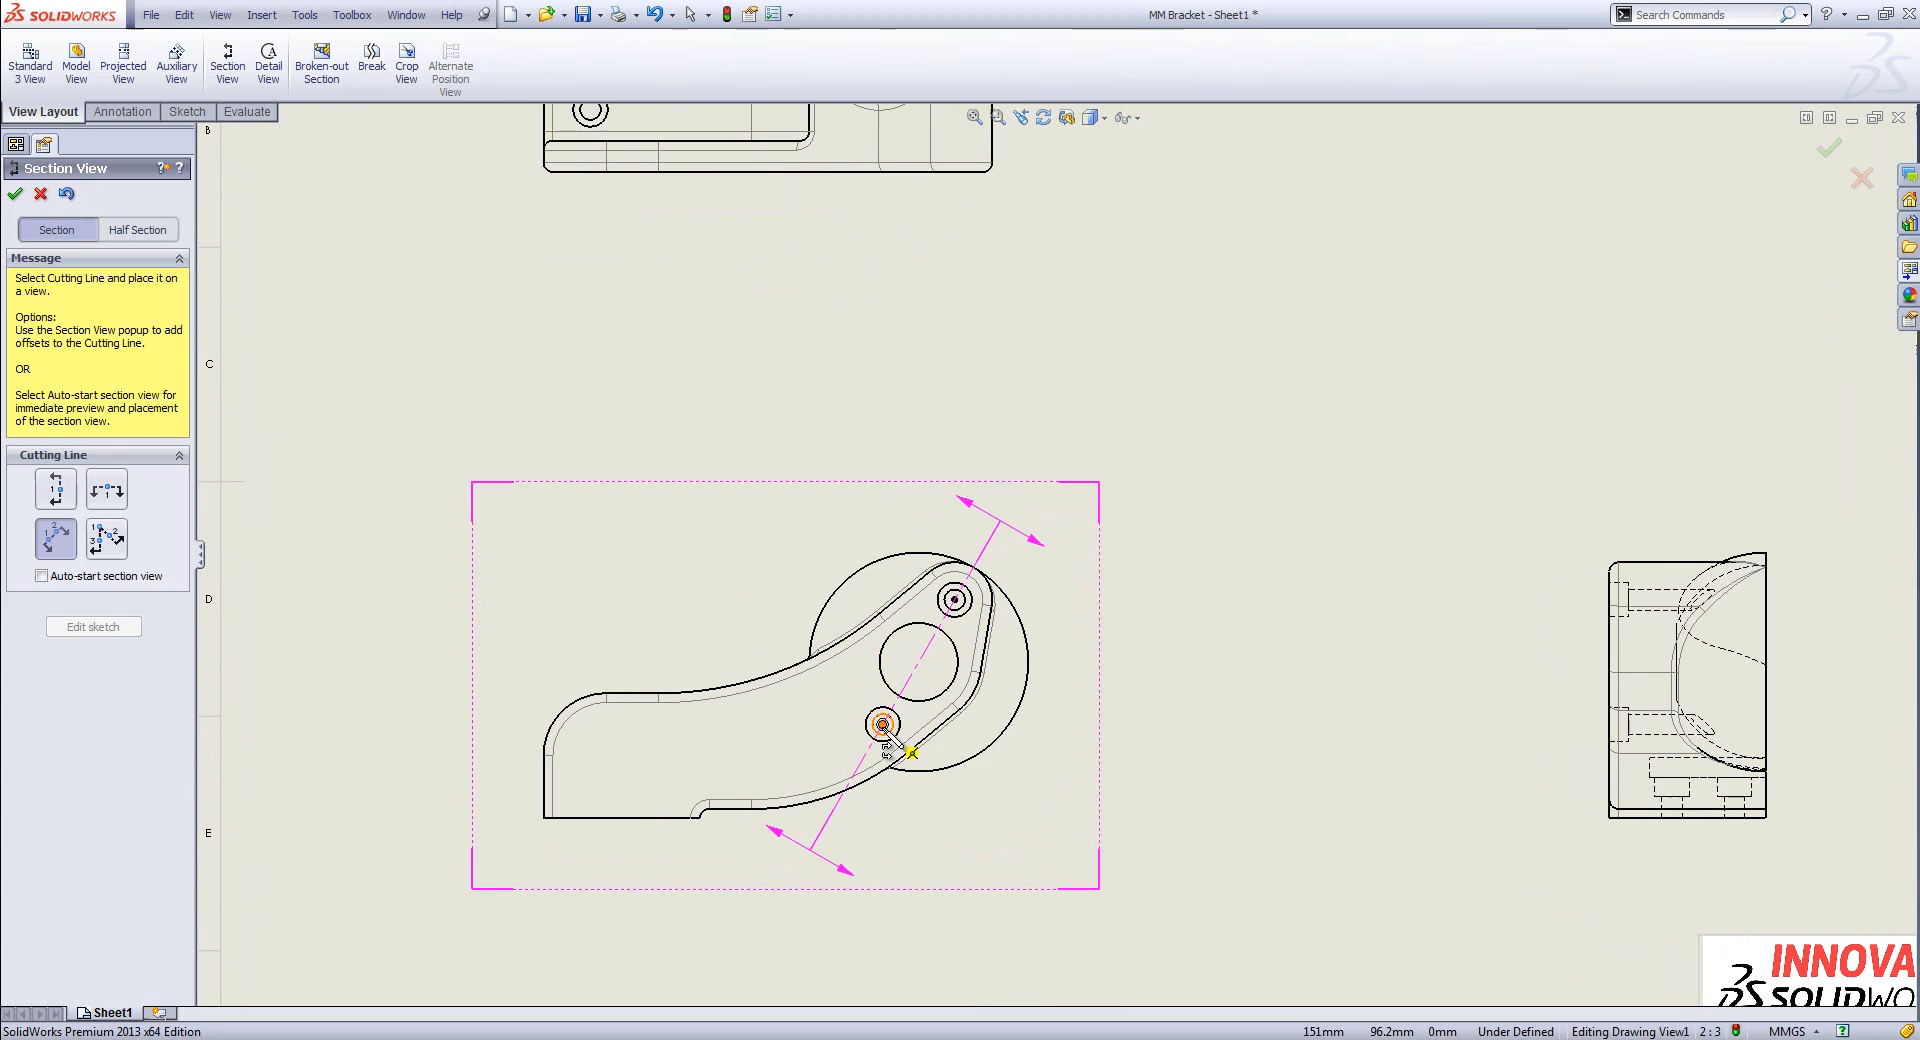 SOLIDWORKS File Edit View Insert Tools Toolbox Window Help MM Bracket - Sheet1 * Search Commands
Standard 3 View
Model View
Projected View
Auxiliary View
Section View
Detail View
Broken-out Section
Break
Crop View
Alternate Position View
View Layout Annotation Sketch Evaluate
Section View
Section Half Section
Message
Select Cutting Line and place it on
a view.
Options:
Use the Section View popup to add
offsets to the Cutting Line.
OR
Select Auto-start section view for
immediate preview and placement
of the section view.
Cutting Line
Auto-start section view
Edit sketch
B
C
D
E
INNOVA
SOLIDWO
Sheet1
SolidWorks Premium 2013 x64 Edition 151mm 96.2mm 0mm Under Defined Editing Drawing View1 2 : 3 MMGS